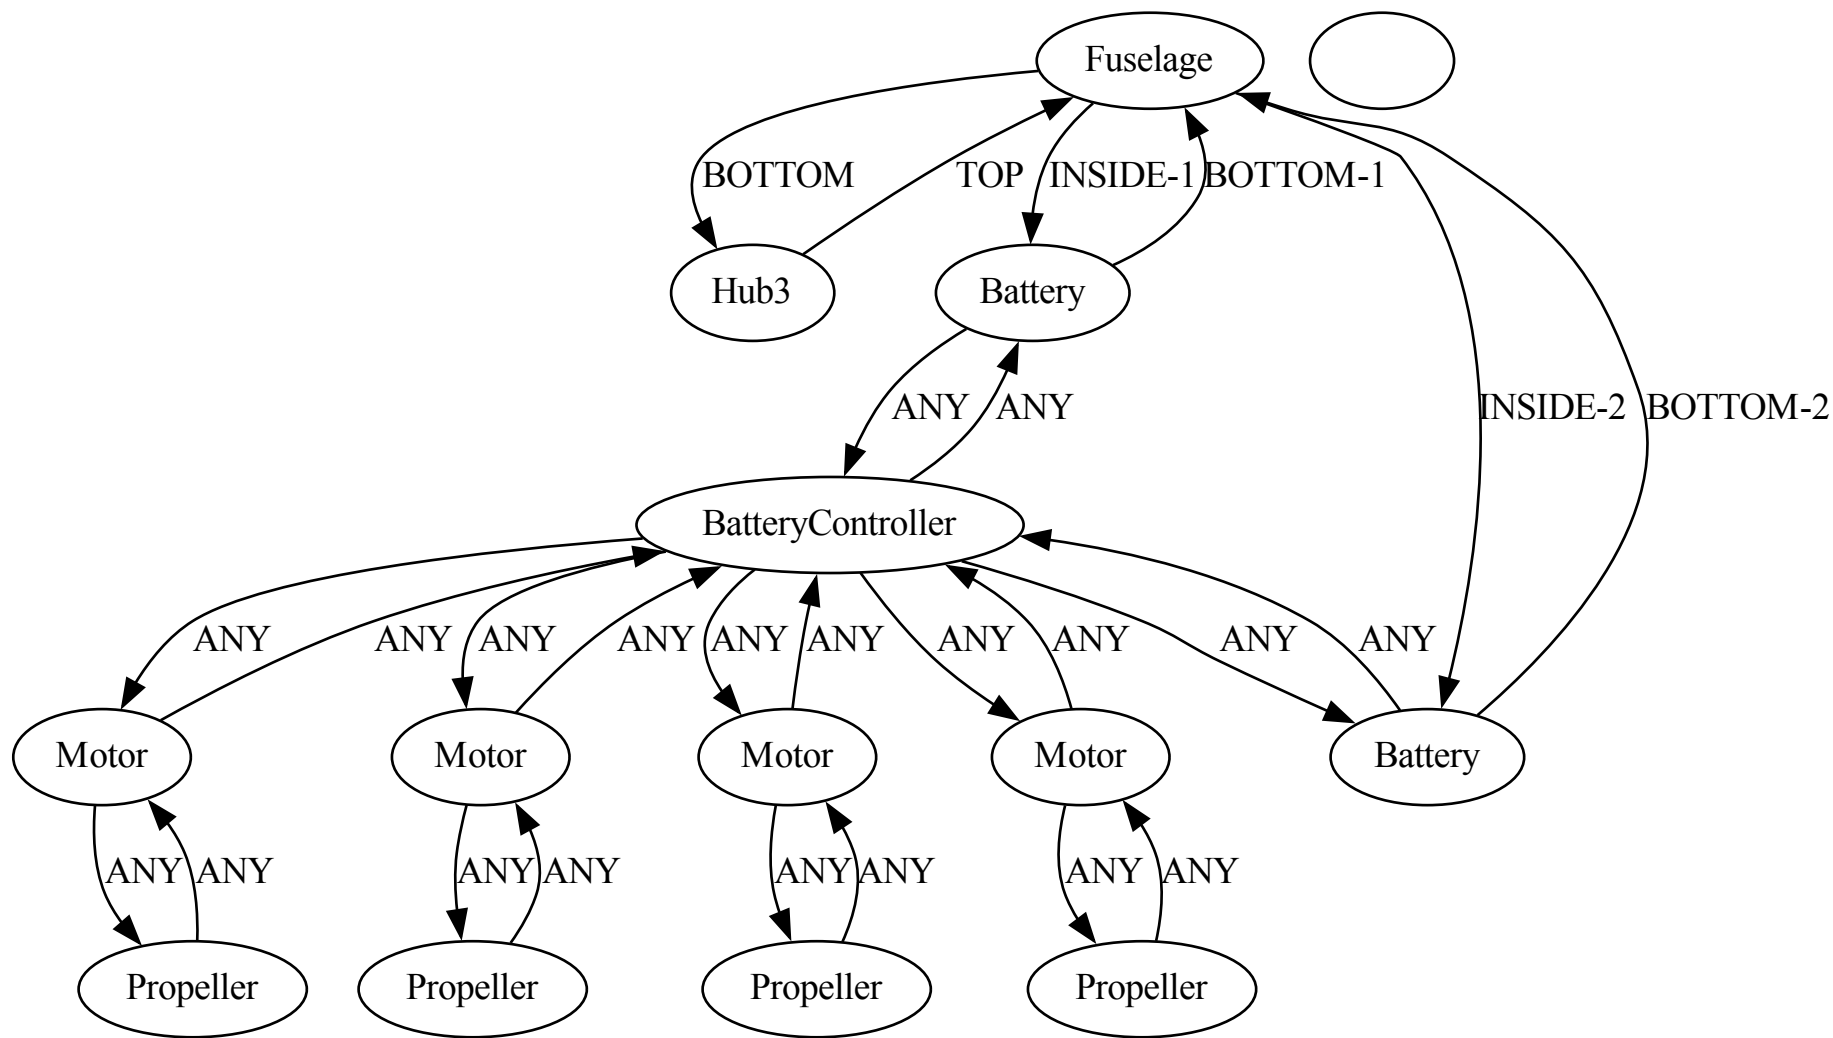 Fuselage
BOTTOM
TOP
INSIDE-1
BOTTOM-1
Hub3
Battery
ANY
ANY
INSIDE-2
BOTTOM-2
BatteryController
ANY
ANY
ANY
ANY
ANY
ANY
ANY
ANY
ANY
ANY
Motor
Motor
Motor
Motor
Battery
ANY
ANY
ANY
ANY
ANY
ANY
ANY
ANY
Propeller
Propeller
Propeller
Propeller